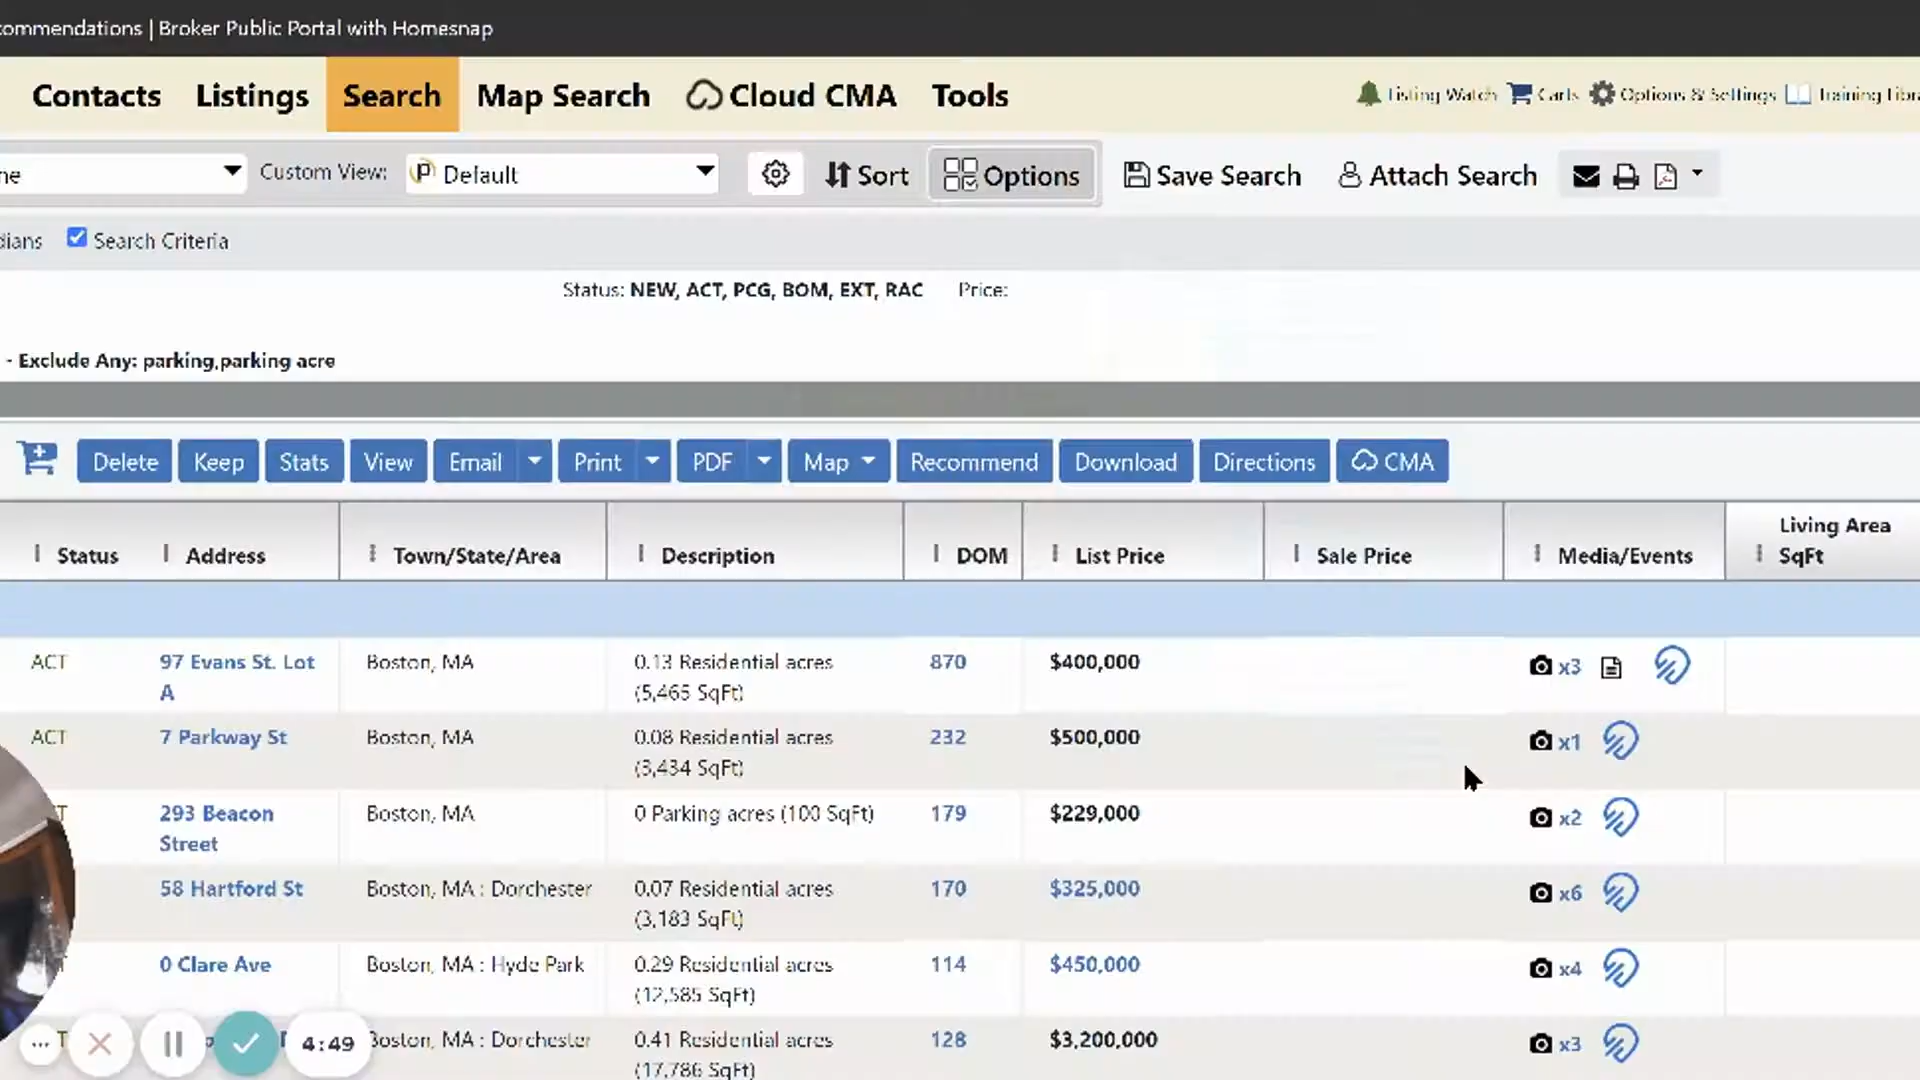 commendations | Broker Public Portal with Homesnap
Contacts Listings Search Map Search Cloud CMA Tools Listing Watch Carts Options & Settings Training Libra
ne Custom View: Default Sort Options Save Search Attach Search
dians Search Criteria
Status: NEW, ACT, PCG, BOM, EXT, RAC Price:
- Exclude Any: parking,parking acre
Delete Keep Stats View Email Print PDF Map Recommend Download Directions CMA
Living Area
Status Address Town/State/Area Description DOM List Price Sale Price Media/Events SqFt
ACT 97 Evans St. Lot Boston, MA 0.13 Residential acres 870 $400,000 x3
A (5,465 SqFt)
ACT 7 Parkway St Boston, MA 0.08 Residential acres 232 $500,000 x1
(3,434 SqFt)
T 293 Beacon Boston, MA 0 Parking acres (100 SqFt) 179 $229,000 x2
Street
58 Hartford St Boston, MA : Dorchester 0.07 Residential acres 170 $325,000 x6
(3,183 SqFt)
0 Clare Ave Boston, MA : Hyde Park 0.29 Residential acres 114 $450,000 x4
(12,585 SqFt)
4:49 Boston, MA : Dorchester 0.41 Residential acres 128 $3,200,000 x3
(17,786 SqFt)